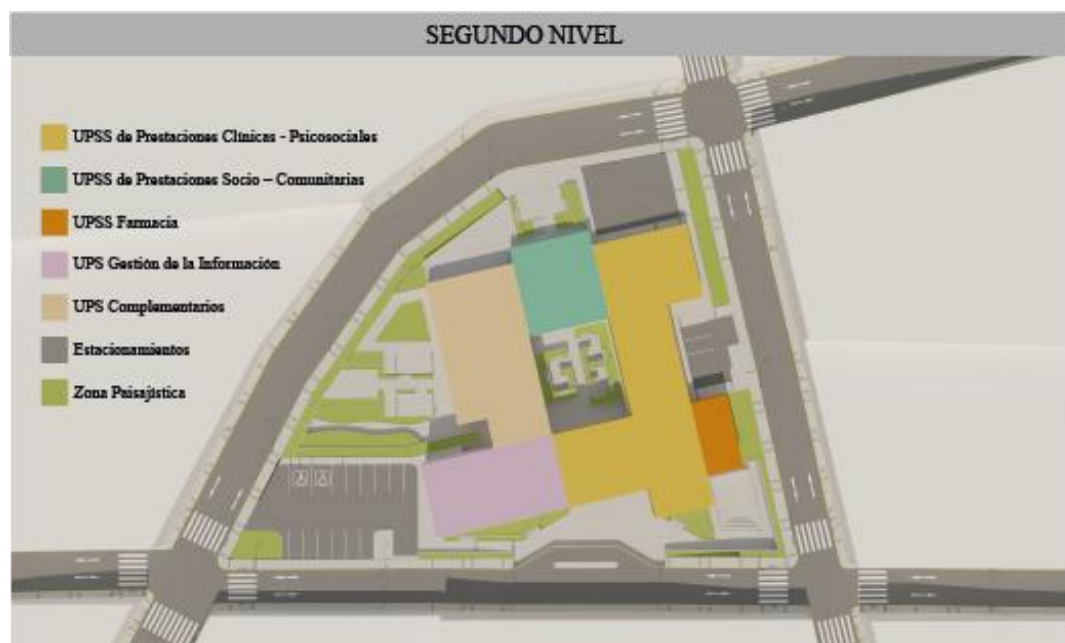 SEGUNDO NIVEL
UPSS de Prestaciones Clínicas - Psicosociales
UPSS de Prestaciones Socio – Comunitarias
UPSS Farmacia
UPS Gestión de la Información
UPS Complementarios
Estacionamientos
Zona Paisajística